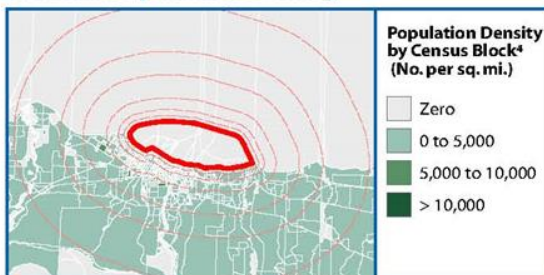 Population Density
by Census Block⁴
(No. per sq. mi.)
Zero
0 to 5,000
5,000 to 10,000
> 10,000